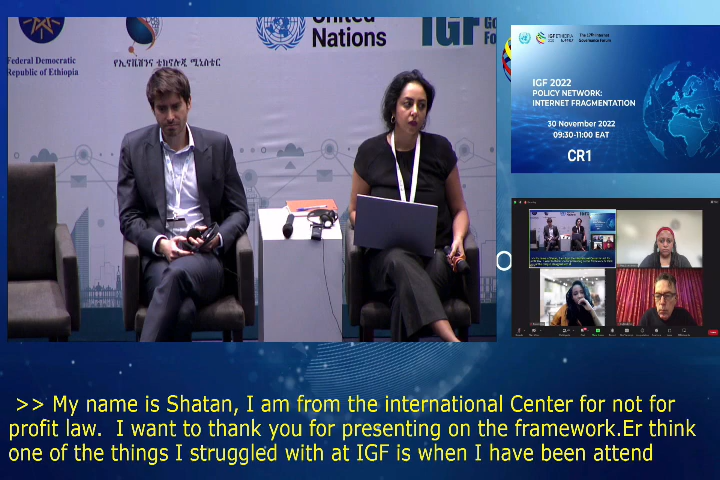 Federal Democratic
Republic of Ethiopia
የኢኖቬሽንና ቴክኖሎጂ ሚኒስቴር
United
Nations
IGF
IGF 2022
POLICY NETWORK:
INTERNET FRAGMENTATION
30 November 2022
09:30-11:00 EAT
CR1
>> My name is Shatan, I am from the international Center for not for
profit law.  I want to thank you for presenting on the framework.Er think
one of the things I struggled with at IGF is when I have been attend